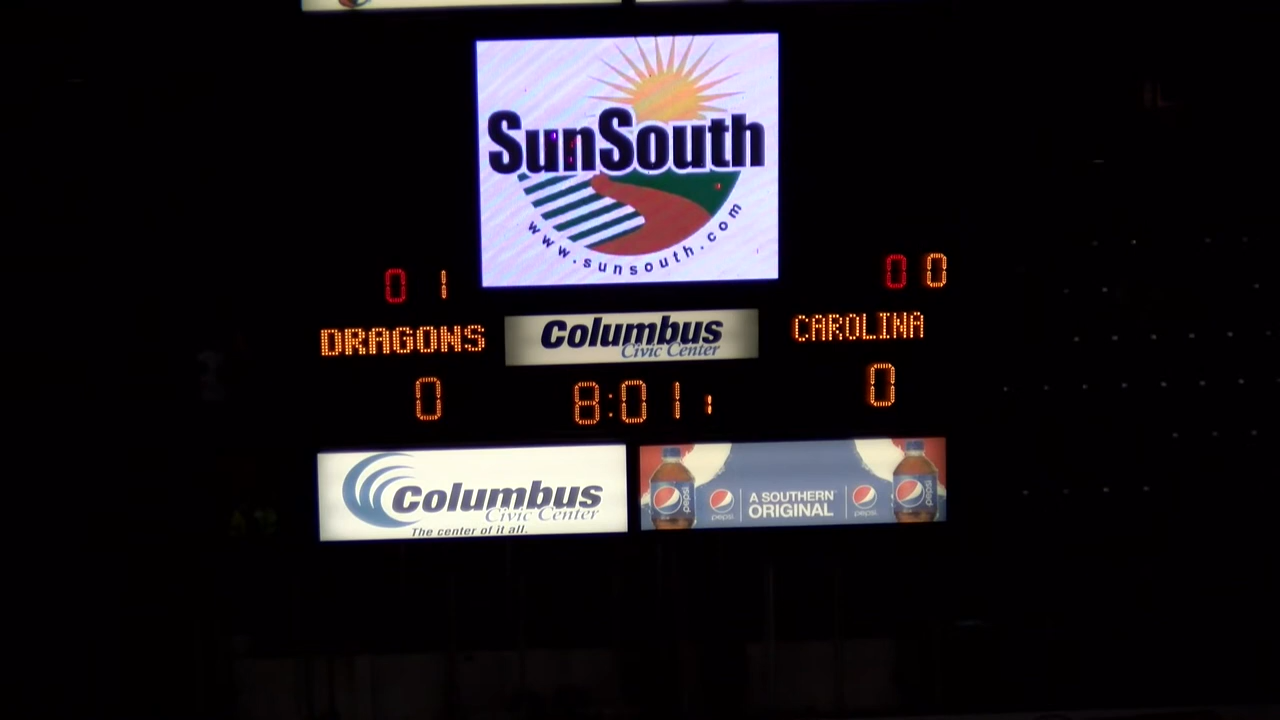 SunSouth
www.sunsouth.com
0 1
0 0
DRAGONS
Columbus
Civic Center
CAROLINA
0
8:01 1
0
Columbus
Civic Center
The center of it all.
pepsi
pepsi
A SOUTHERN
ORIGINAL
pepsi
pepsi